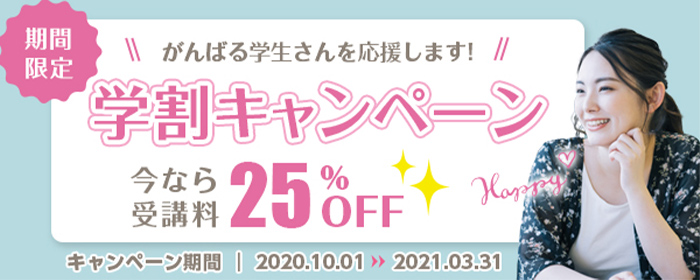 期間
限定
がんばる学生さんを応援します!
学割キャンペーン
今なら
受講料
25%
OFF
Happy
キャンペーン期間 | 2020.10.01 >> 2021.03.31